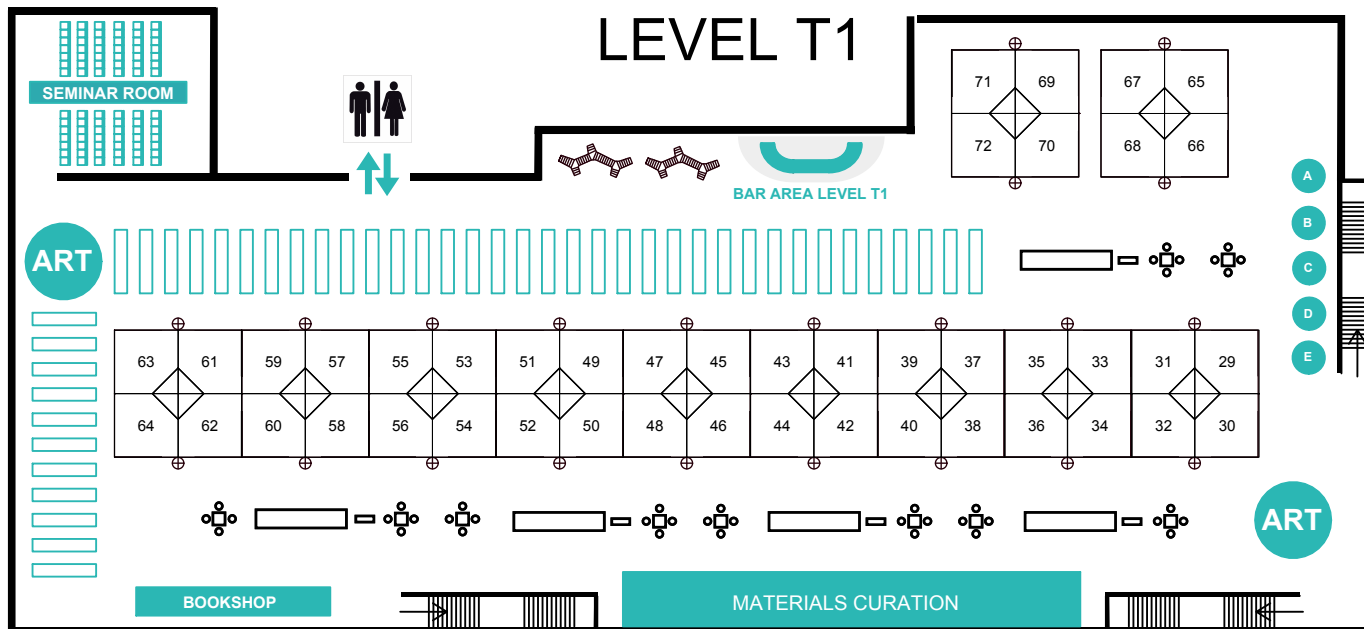 LEVEL T1
SEMINAR ROOM
BAR AREA LEVEL T1
71 69 67 65
72 70 68 66
A
B
C
D
E
ART
63 61 59 57 55 53 51 49 47 45 43 41 39 37 35 33 31 29
64 62 60 58 56 54 52 50 48 46 44 42 40 38 36 34 32 30
ART
BOOKSHOP
MATERIALS CURATION